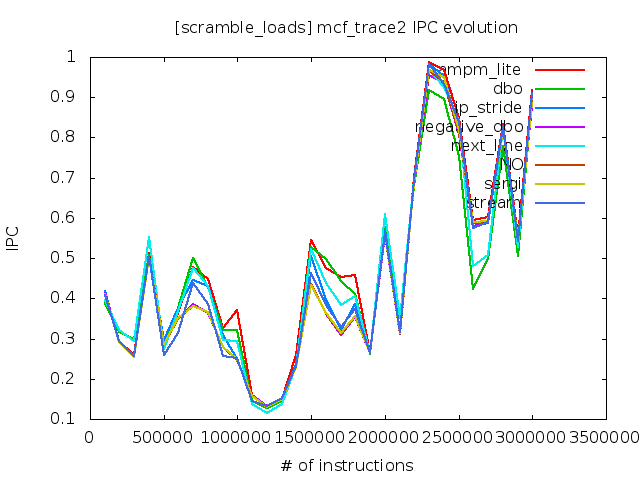 [scramble_loads] mcf_trace2 IPC evolution
1
0.9
0.8
0.7
0.6
0.5
0.4
0.3
0.2
0.1
IPC
ampm_lite
dbo
ip_stride
negative_dbo
next_line
NO
sergi
stream
0 500000 1000000 1500000 2000000 2500000 3000000 3500000
# of instructions